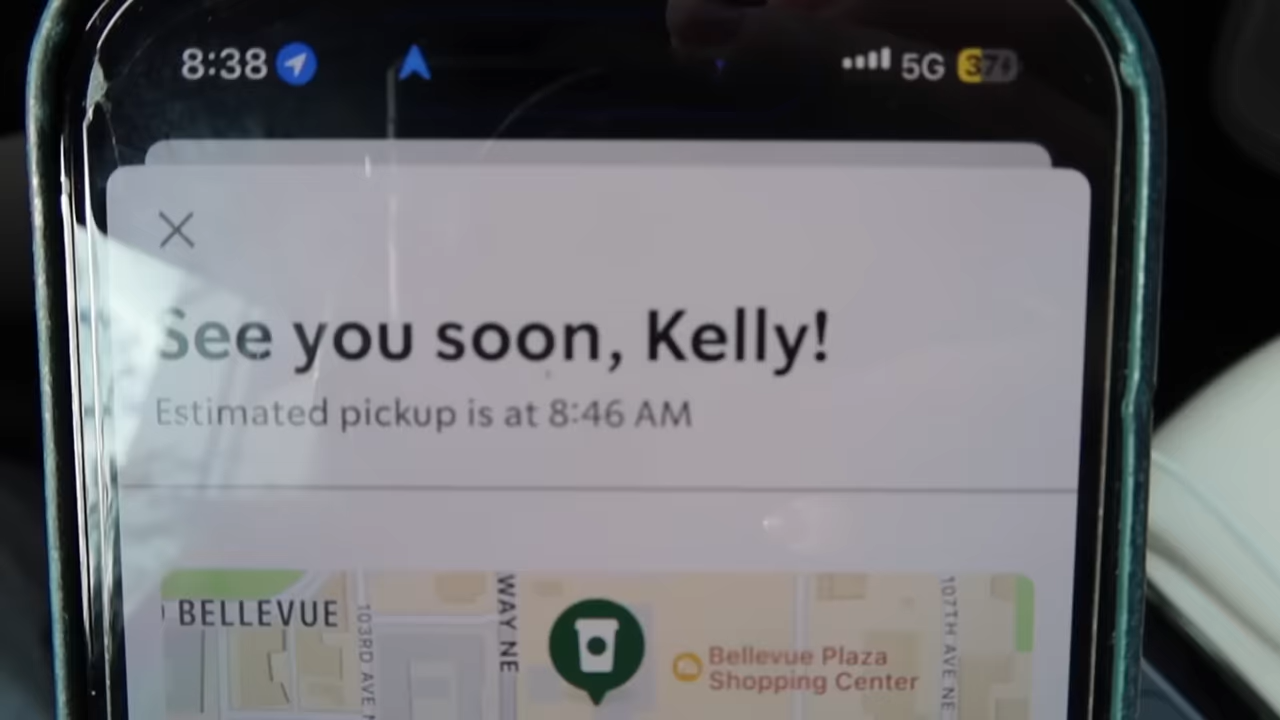 8:38 5G 37
See you soon, Kelly!
Estimated pickup is at 8:46 AM
BELLEVUE
103RD AVE
WAY NE
Bellevue Plaza
Shopping Center
107TH AVE NE